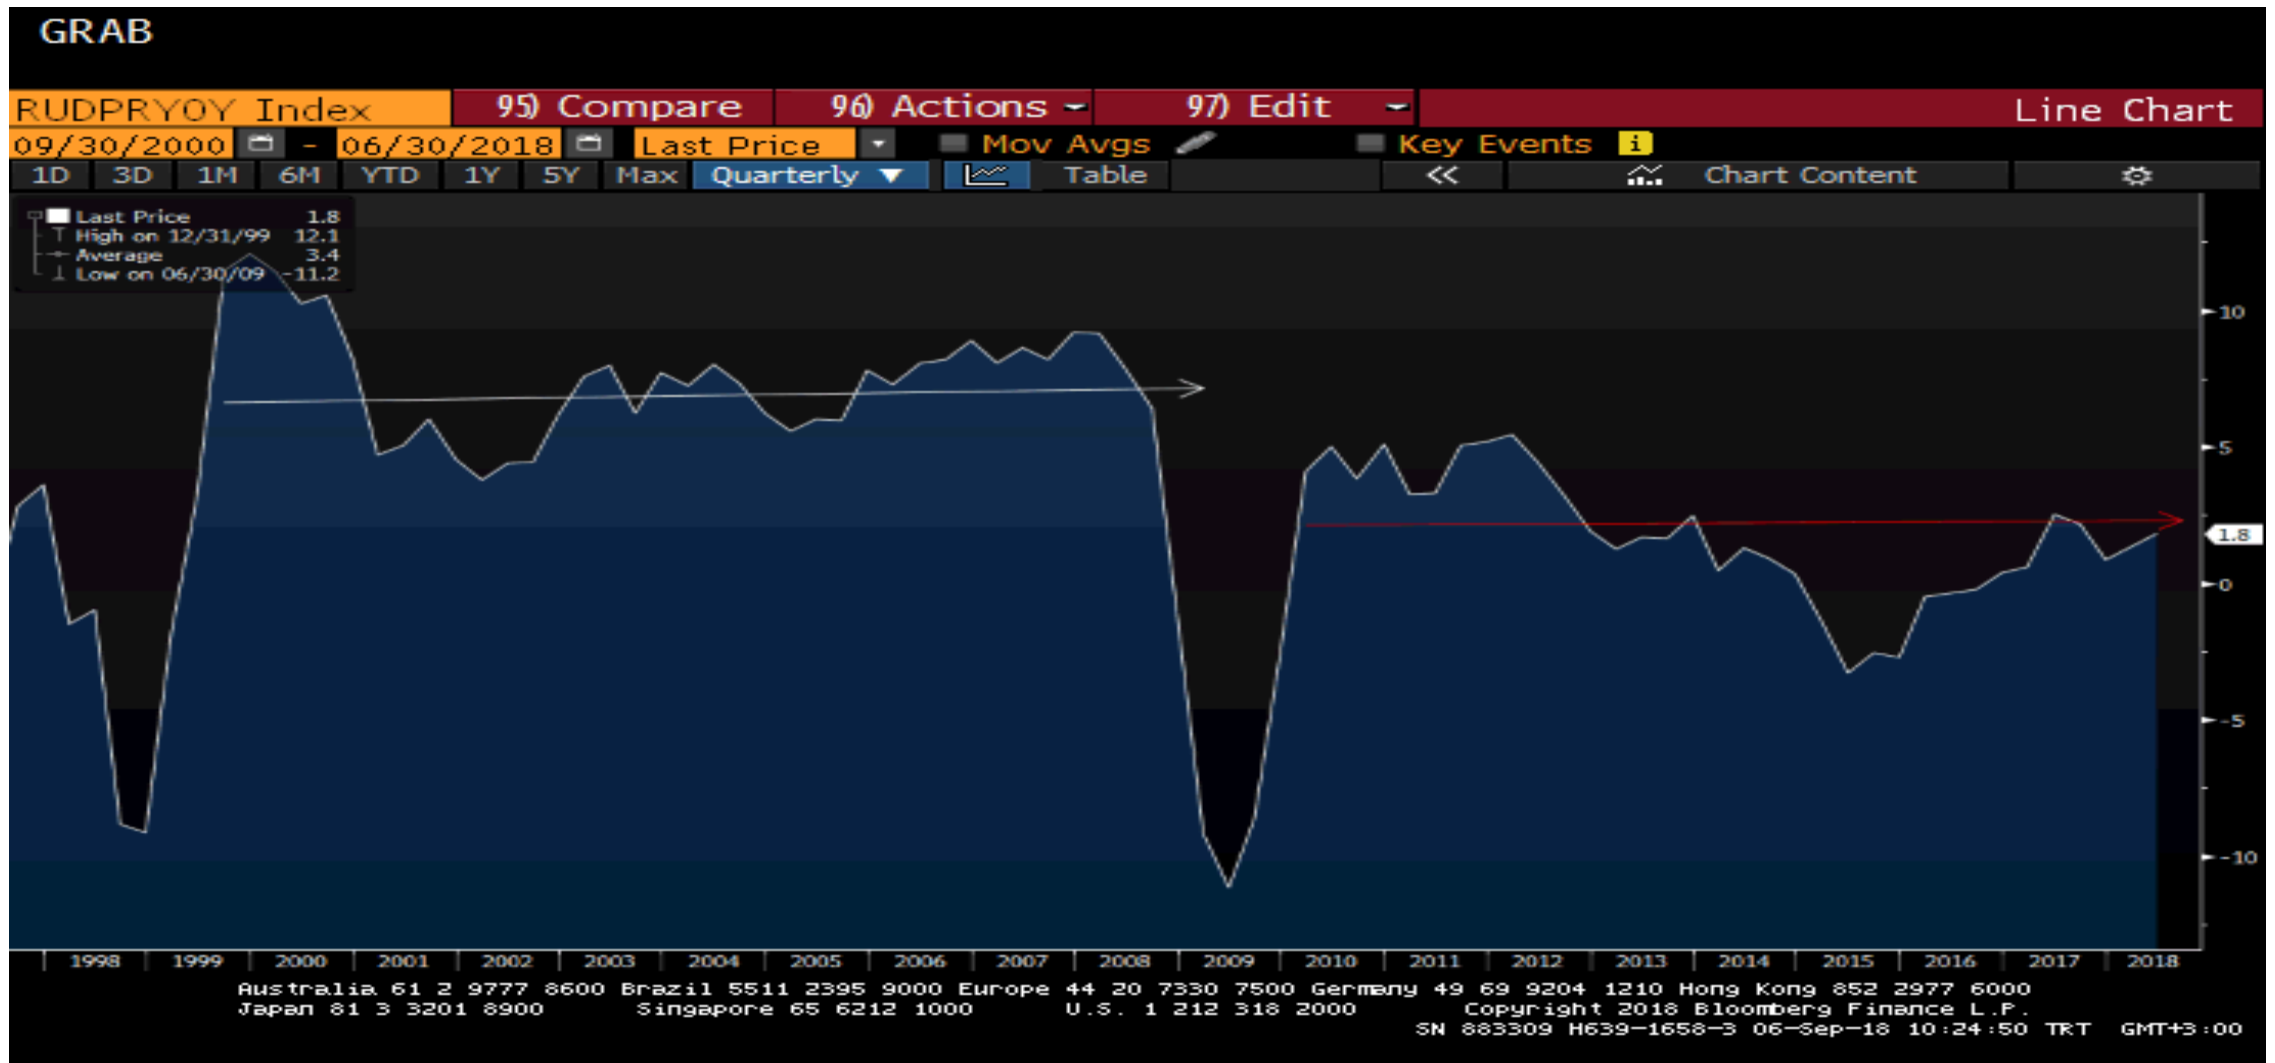 GRAB
RUDPRYOY Index 95) Compare 96) Actions 97) Edit Line Chart
09/30/2000 - 06/30/2018 Last Price Mov Avgs Key Events i
1D 3D 1M 6M YTD 1Y 5Y Max Quarterly ▼ Table « Chart Content
Last Price 1.8
High on 12/31/99 12.1
Average 3.4
Low on 06/30/09 -11.2
10
5
1.8
0
-5
-10
1998 1999 2000 2001 2002 2003 2004 2005 2006 2007 2008 2009 2010 2011 2012 2013 2014 2015 2016 2017 2018
Australia 61 2 9777 8600 Brazil 5511 2395 9000 Europe 44 20 7330 7500 Germany 49 69 9204 1210 Hong Kong 852 2977 6000
Japan 81 3 3201 8900 Singapore 65 6212 1000 U.S. 1 212 318 2000 Copyright 2018 Bloomberg Finance L.P.
SN 883309 H639-1658-3 06-Sep-18 10:24:50 TRT GMT+3:00